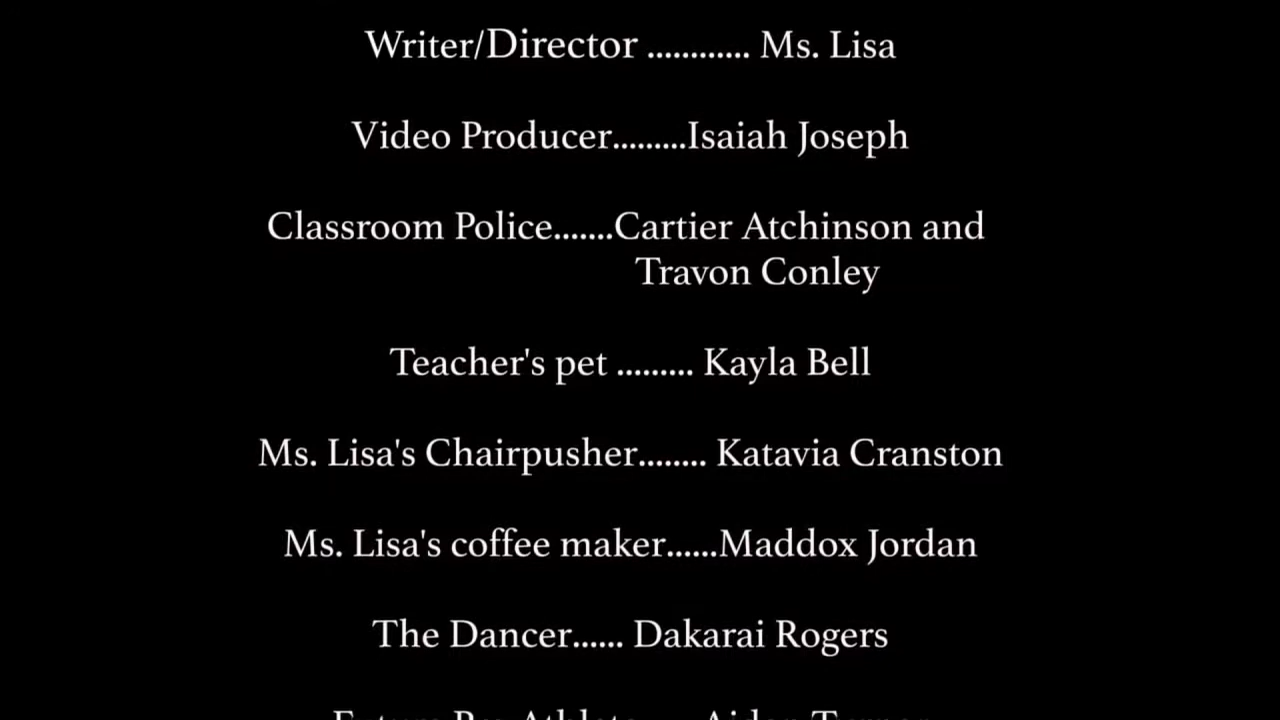 Writer/Director ............ Ms. Lisa
Video Producer.........Isaiah Joseph
Classroom Police.......Cartier Atchinson and
Travon Conley
Teacher's pet ......... Kayla Bell
Ms. Lisa's Chairpusher........ Katavia Cranston
Ms. Lisa's coffee maker......Maddox Jordan
The Dancer...... Dakarai Rogers